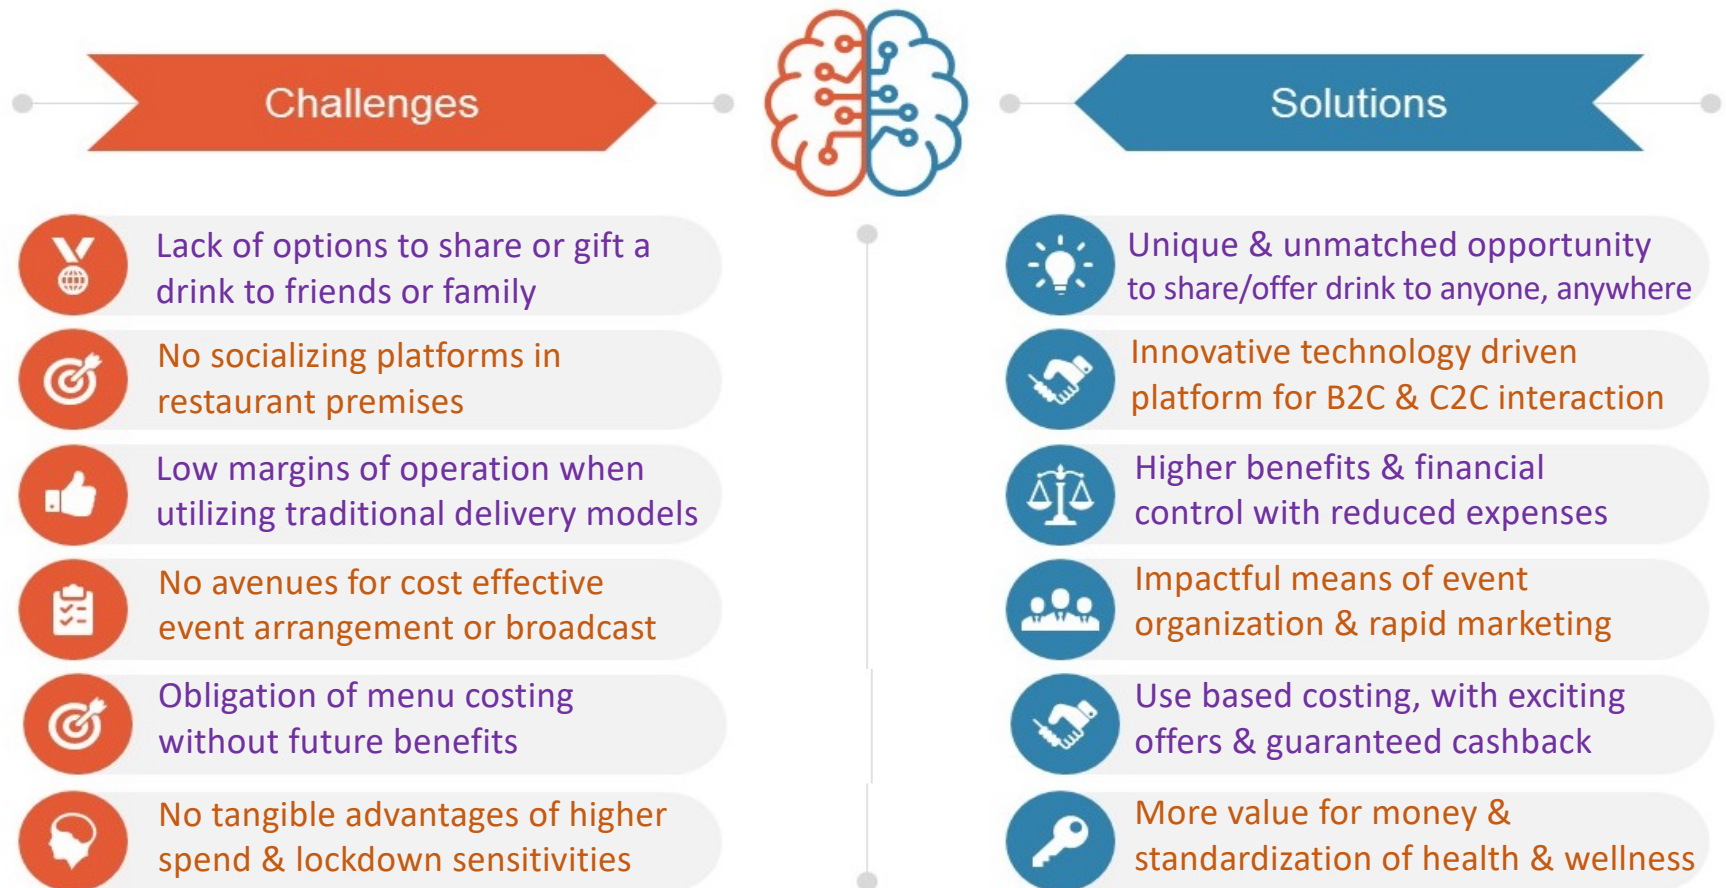 Challenges
Solutions
Lack of options to share or gift a
drink to friends or family
Unique & unmatched opportunity
to share/offer drink to anyone, anywhere
No socializing platforms in
restaurant premises
Innovative technology driven
platform for B2C & C2C interaction
Low margins of operation when
utilizing traditional delivery models
Higher benefits & financial
control with reduced expenses
No avenues for cost effective
event arrangement or broadcast
Impactful means of event
organization & rapid marketing
Obligation of menu costing
without future benefits
Use based costing, with exciting
offers & guaranteed cashback
No tangible advantages of higher
spend & lockdown sensitivities
More value for money &
standardization of health & wellness